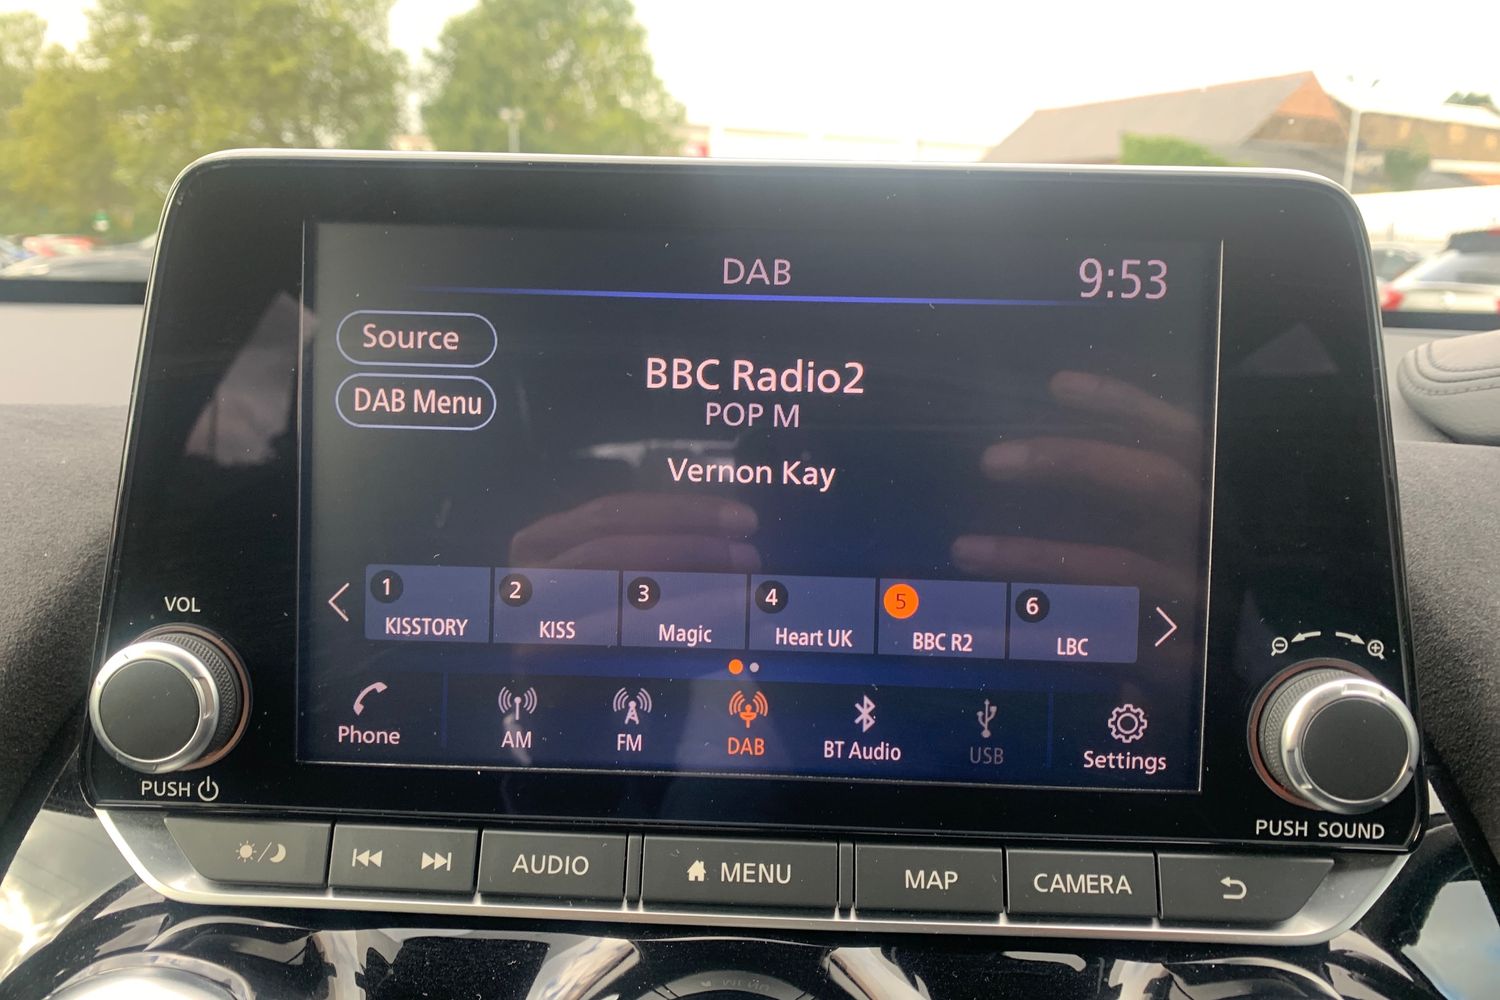 DAB
9:53
Source
DAB Menu
BBC Radio2
POP M
Vernon Kay
1 KISSTORY
2 KISS
3 Magic
4 Heart UK
5 BBC R2
6 LBC
Phone
AM
FM
DAB
BT Audio
USB
Settings
VOL
PUSH
PUSH SOUND
AUDIO
MENU
MAP
CAMERA